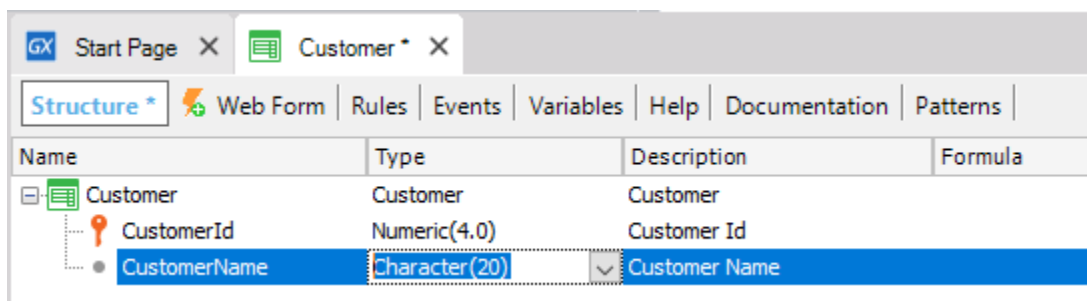 GX Start Page Customer *
Structure * Web Form Rules Events Variables Help Documentation Patterns
Name Type Description Formula
Customer Customer Customer
CustomerId Numeric(4.0) Customer Id
CustomerName Character(20) Customer Name